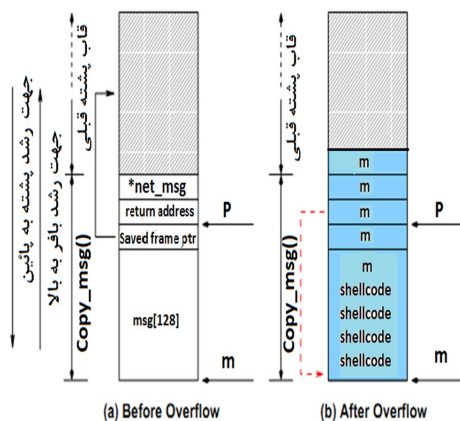 جهت رشد پشته به پائین
جهت رشد بافر به بالا
قاب پشته قبلی
Copy_msg()
*net_msg
return address
Saved frame ptr
msg[128]
P
m
(a) Before Overflow
قاب پشته قبلی
Copy_msg()
m
m
m
m
m
shellcode
shellcode
shellcode
shellcode
P
m
(b) After Overflow